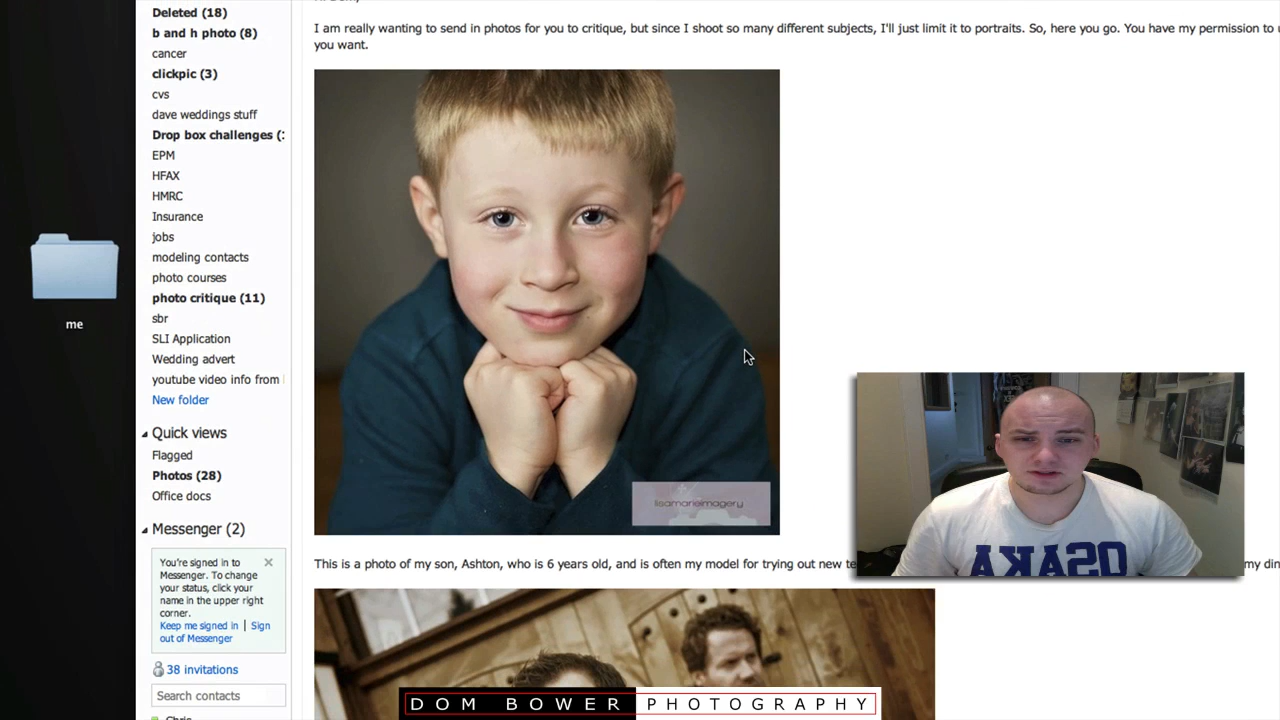 Deleted (18)
b and h photo (8)
cancer
clickpic (3)
cvs
dave weddings stuff
Drop box challenges (
EPM
HFAX
HMRC
Insurance
jobs
modeling contacts
photo courses
photo critique (11)
sbr
SLI Application
Wedding advert
youtube video info from
New folder
Quick views
Flagged
Photos (28)
Office docs
Messenger (2)
You're signed in to
Messenger. To change
your status, click your
name in the upper right
corner.
Keep me signed in | Sign
out of Messenger
38 invitations
Search contacts
Chris
me
I am really wanting to send in photos for you to critique, but since I shoot so many different subjects, I'll just limit it to portraits. So, here you go. You have my permission to
you want.
lisamarieimagery
This is a photo of my son, Ashton, who is 6 years old, and is often my model for trying out new
my
OSAKA
DOM BOWER PHOTOGRAPHY